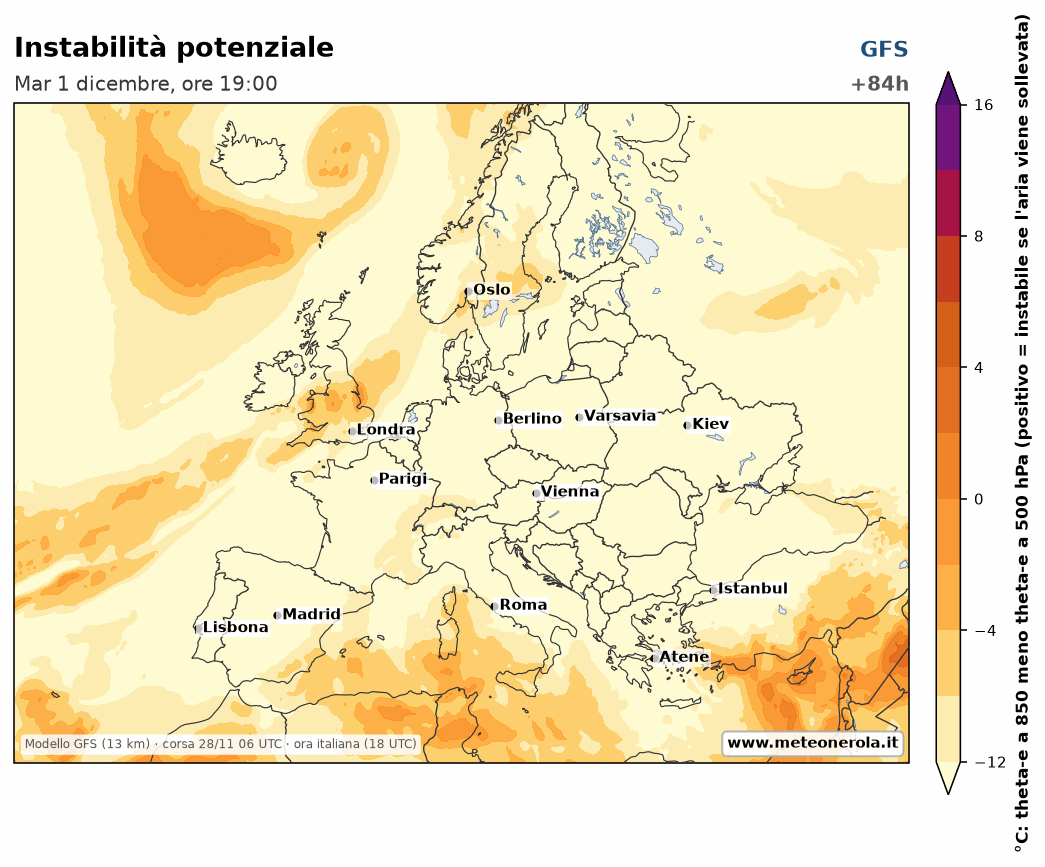 Instabilità potenziale
GFS
Mar 1 dicembre, ore 19:00
+84h
Oslo
Londra
Berlino
Varsavia
Kiev
Parigi
Vienna
Istanbul
Roma
Madrid
Lisbona
Atene
Modello GFS (13 km) · corsa 28/11 06 UTC · ora italiana (18 UTC)
www.meteonerola.it
16
8
4
0
−4
−12
°C: theta-e a 850 meno theta-e a 500 hPa (positivo = instabile se l'aria viene sollevata)